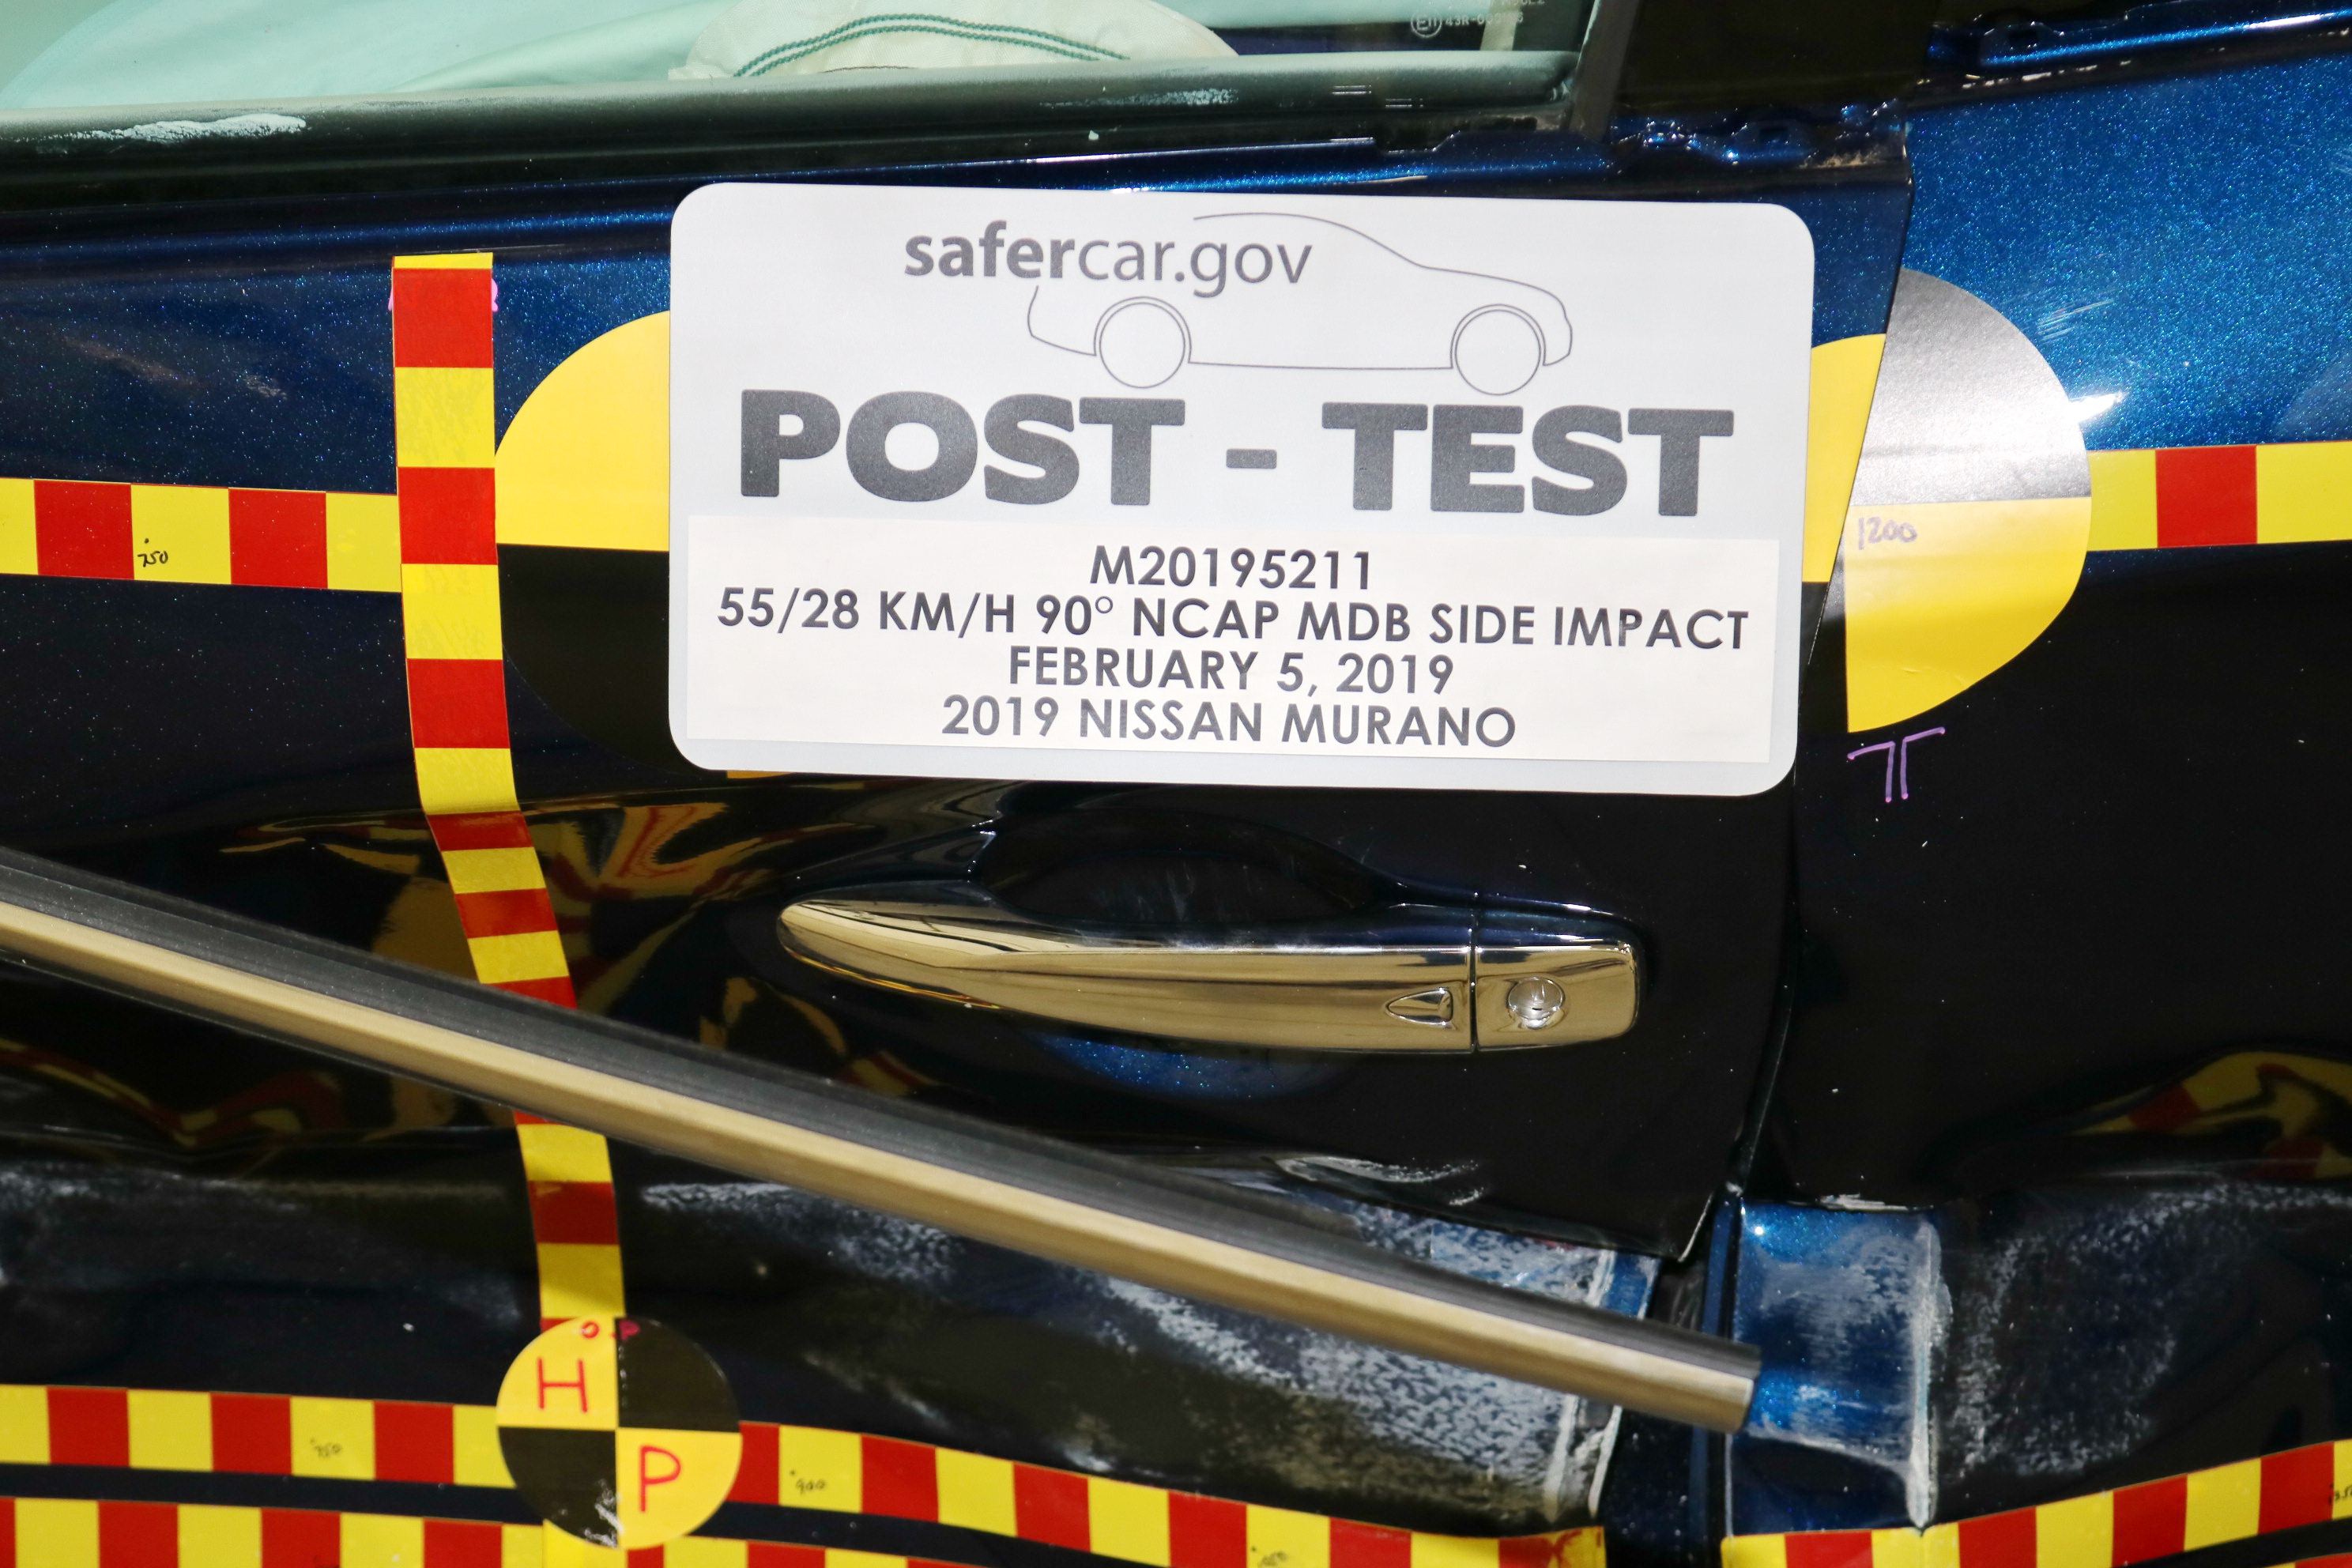 safercar.gov
POST - TEST
M20195211
55/28 KM/H 90° NCAP MDB SIDE IMPACT
FEBRUARY 5, 2019
2019 NISSAN MURANO
750
1200
H
P
750
900